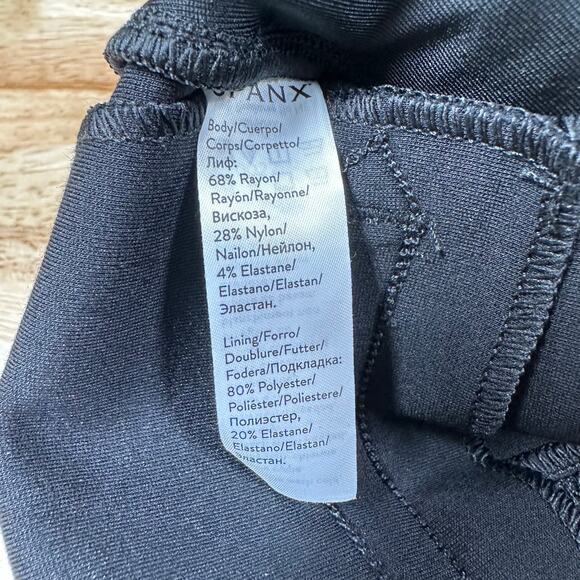 SPANX
Body/Cuerpo/
Corps/Corpetto/
Лиф:
68% Rayon/
Rayón/Rayonne/
Вискоза,
28% Nylon/
Nailon/Нейлон,
4% Elastane/
Elastano/Elastan/
Эластан.
Lining/Forro/
Doublure/Futter/
Fodera/Подкладка:
80% Polyester/
Poliéster/Poliestere/
Полиэстер,
20% Elastane/
Elastano/Elastan/
Эластан.